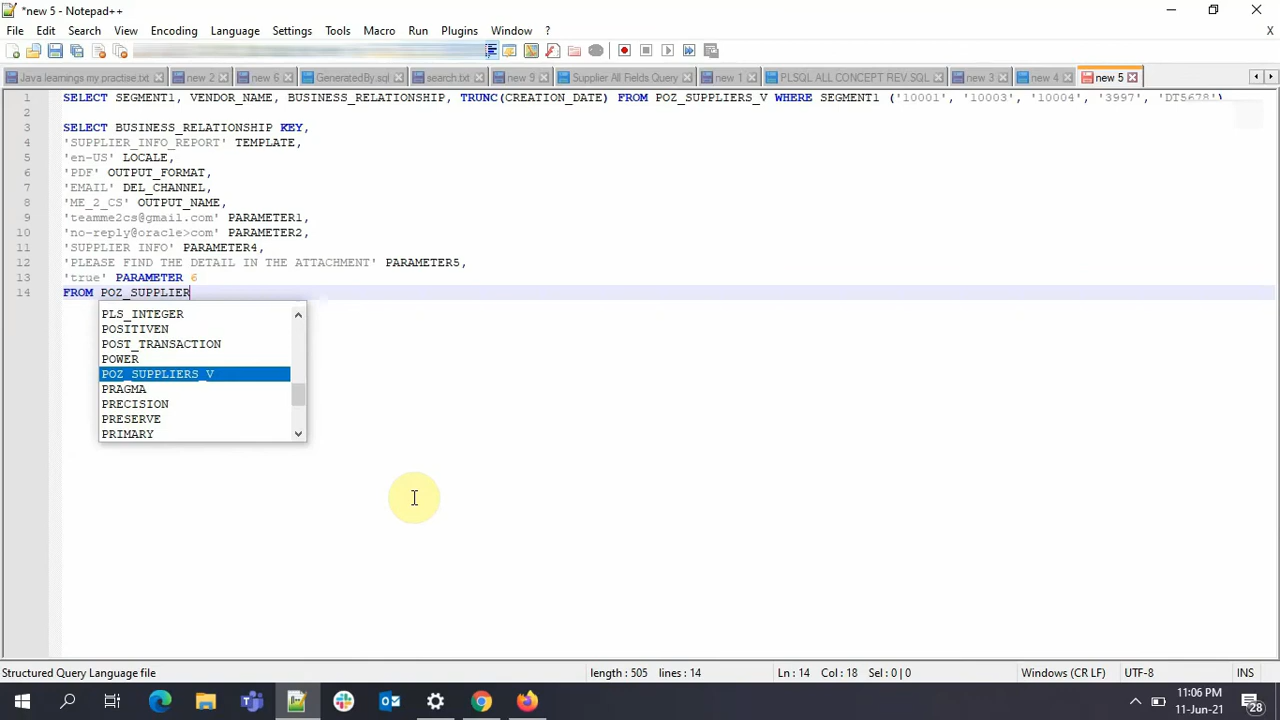 *new 5 - Notepad++
File Edit Search View Encoding Language Settings Tools Macro Run Plugins Window ? X
Java learnings my practise.txt new 2 new 6 GeneratedBy search.txt new 9 Supplier All Fields Query new 1 PLSQL ALL CONCEPT REV SQL new 3 new 4 new 5
1 SELECT SEGMENT1, VENDOR_NAME, BUSINESS_RELATIONSHIP, TRUNC(CREATION_DATE) FROM POZ_SUPPLIERS_V WHERE SEGMENT1 ('10001', '10003', '10004', '3997', 'DT5678')
2
3 SELECT BUSINESS_RELATIONSHIP KEY,
4 'SUPPLIER_INFO_REPORT' TEMPLATE,
5 'en-US' LOCALE,
6 'PDF' OUTPUT_FORMAT,
7 'EMAIL' DEL_CHANNEL,
8 'ME_2_CS' OUTPUT_NAME,
9 'teamme2cs@gmail.com' PARAMETER1,
10 'no-reply@oracle>com' PARAMETER2,
11 'SUPPLIER INFO' PARAMETER4,
12 'PLEASE FIND THE DETAIL IN THE ATTACHMENT' PARAMETER5,
13 'true' PARAMETER 6
14 FROM POZ_SUPPLIER
PLS_INTEGER
POSITIVEN
POST_TRANSACTION
POWER
POZ_SUPPLIERS_V
PRAGMA
PRECISION
PRESERVE
PRIMARY
Structured Query Language file length : 505 lines : 14 Ln : 14 Col : 18 Sel : 0 | 0 Windows (CR LF) UTF-8 INS
11:06 PM
11-Jun-21
28